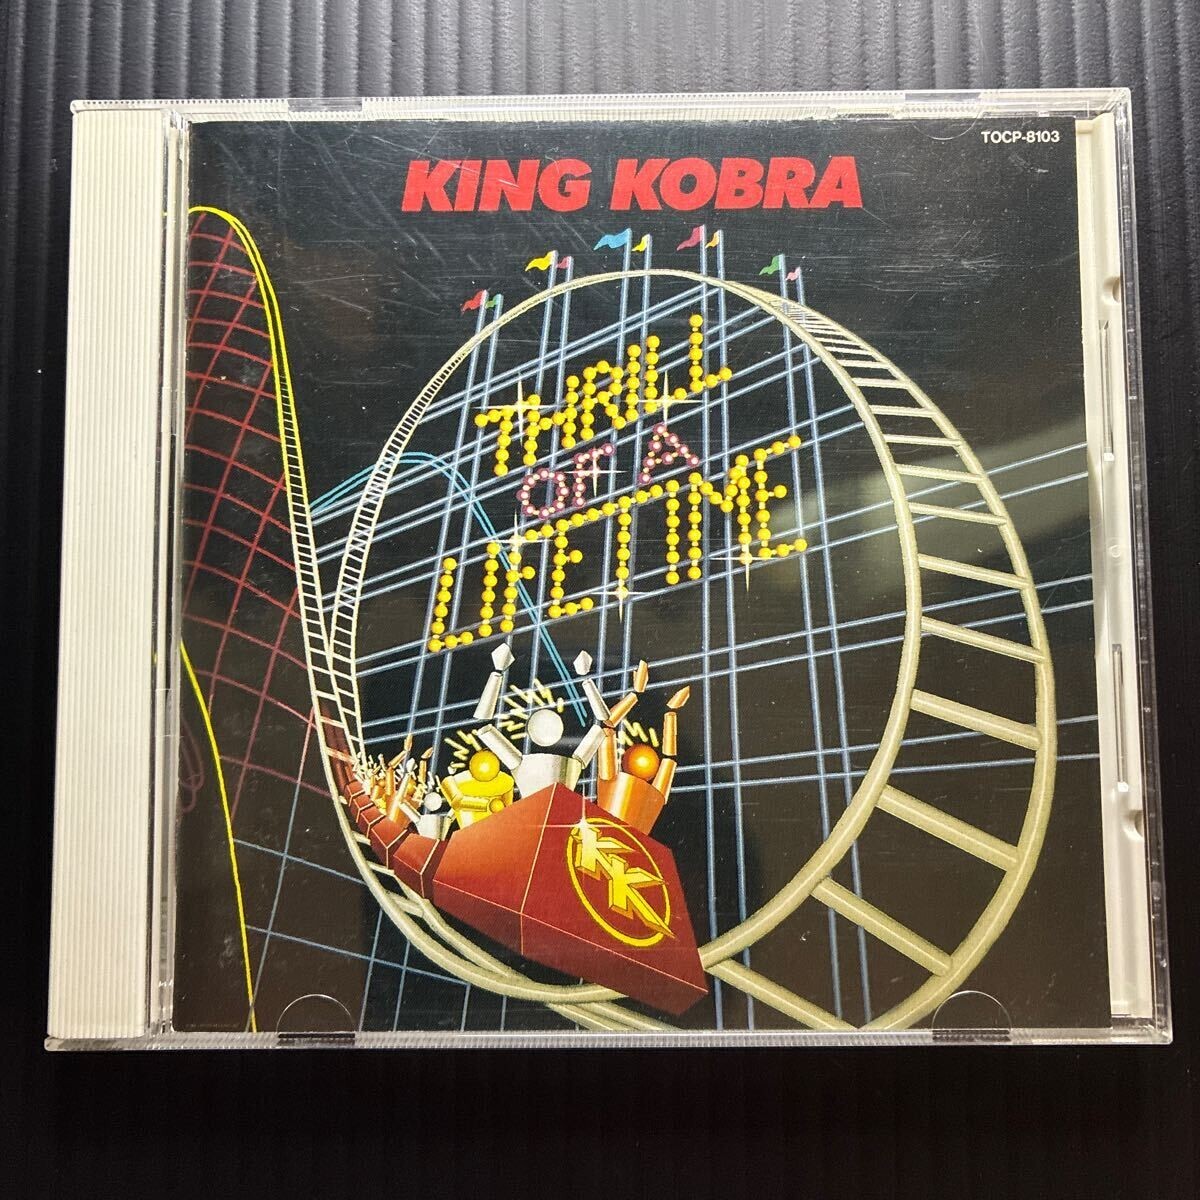 TOCP-8103
KING KOBRA
THRILL
OF A
LIFETIME
KK